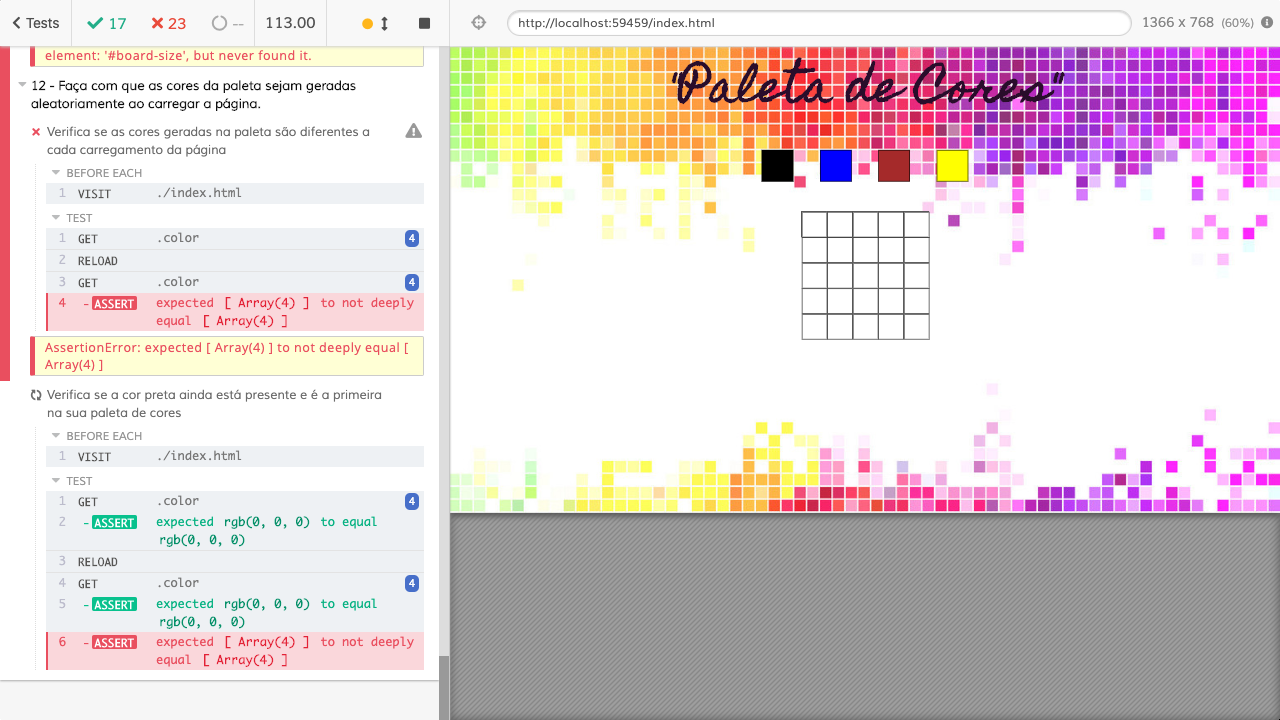 Tests 17 23 -- 113.00
http://localhost:59459/index.html 1366 x 768 (60%)
element: '#board-size', but never found it.
12 - Faça com que as cores da paleta sejam geradas
aleatoriamente ao carregar a página.
Verifica se as cores geradas na paleta são diferentes a
cada carregamento da página
BEFORE EACH
1 VISIT ./index.html
TEST
1 GET .color 4
2 RELOAD
3 GET .color 4
4 -ASSERT expected [ Array(4) ] to not deeply
equal [ Array(4) ]
AssertionError: expected [ Array(4) ] to not deeply equal [
Array(4) ]
Verifica se a cor preta ainda está presente e é a primeira
na sua paleta de cores
BEFORE EACH
1 VISIT ./index.html
TEST
1 GET .color 4
2 -ASSERT expected rgb(0, 0, 0) to equal
rgb(0, 0, 0)
3 RELOAD
4 GET .color 4
5 -ASSERT expected rgb(0, 0, 0) to equal
rgb(0, 0, 0)
6 -ASSERT expected [ Array(4) ] to not deeply
equal [ Array(4) ]
"Paleta de Cores"